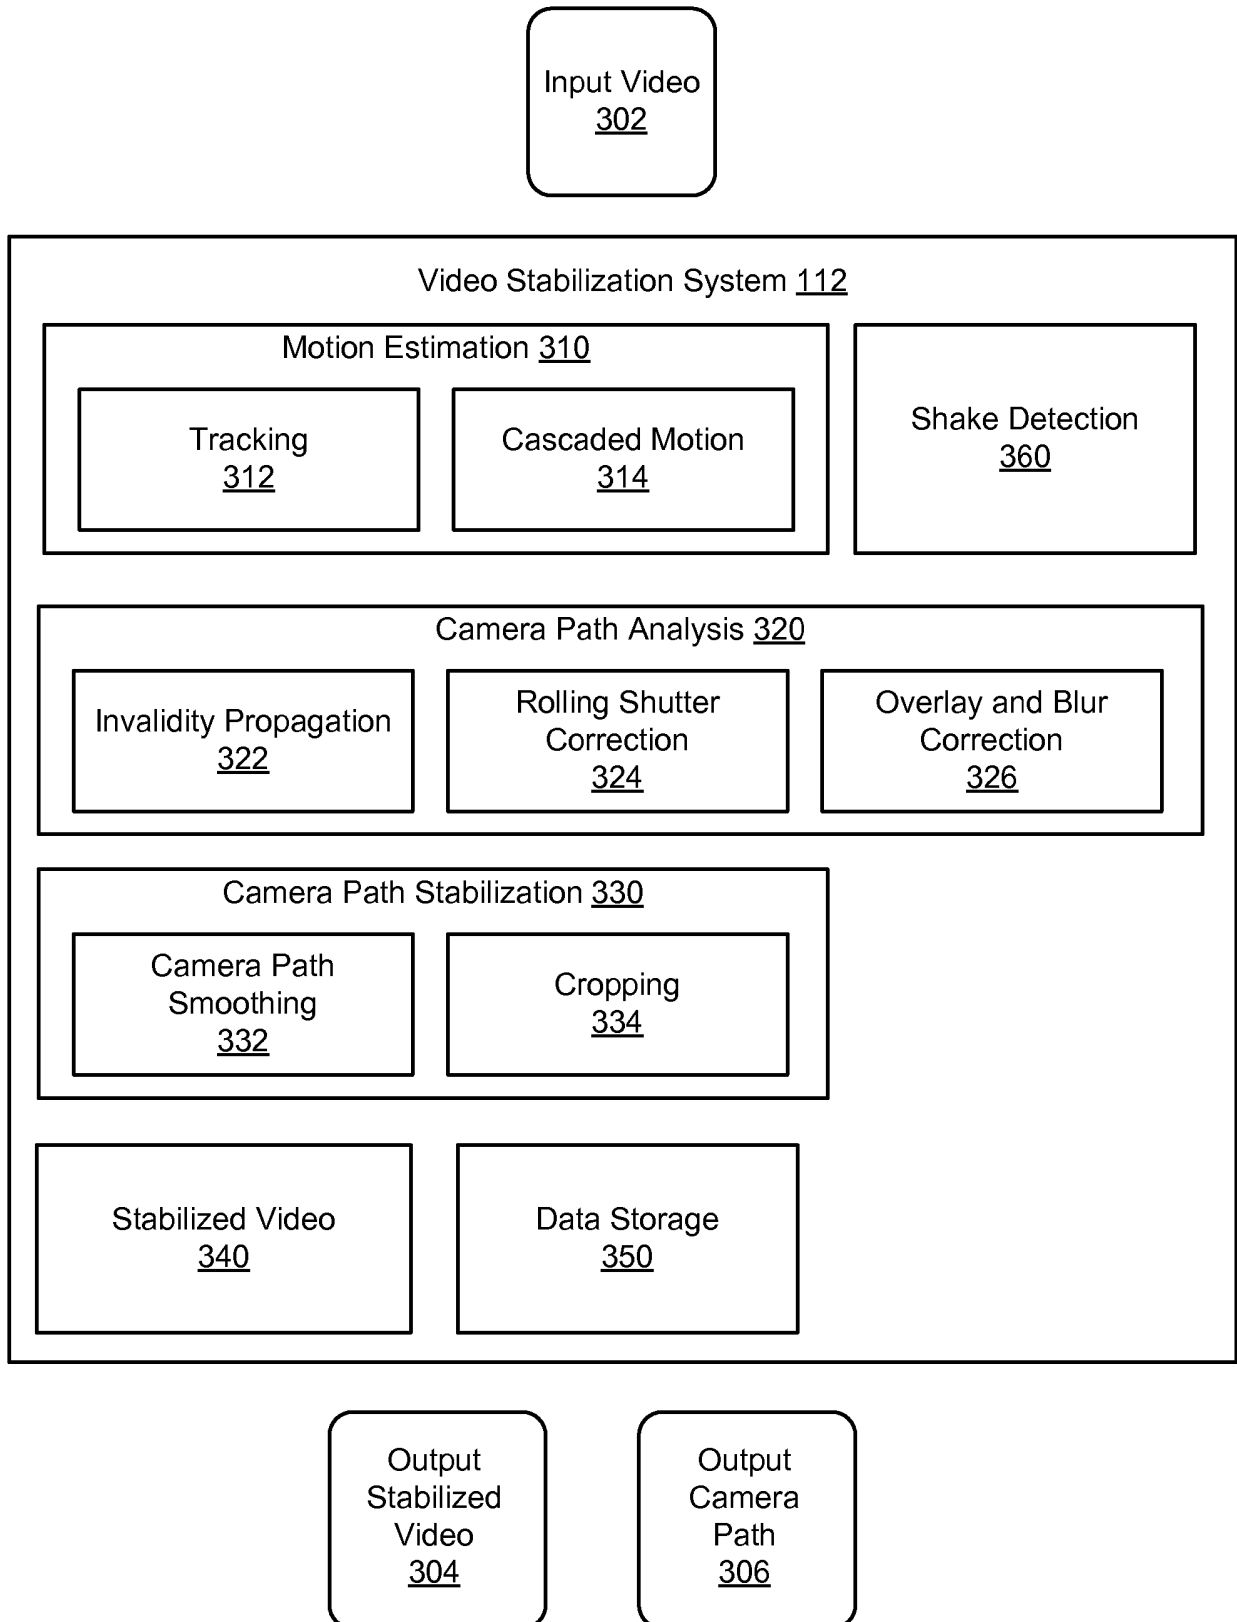 Input Video
302
Video Stabilization System 112
Motion Estimation 310
Tracking
312
Cascaded Motion
314
Shake Detection
360
Camera Path Analysis 320
Invalidity Propagation
322
Rolling Shutter
Correction
324
Overlay and Blur
Correction
326
Camera Path Stabilization 330
Camera Path
Smoothing
332
Cropping
334
Stabilized Video
340
Data Storage
350
Output
Stabilized
Video
304
Output
Camera
Path
306